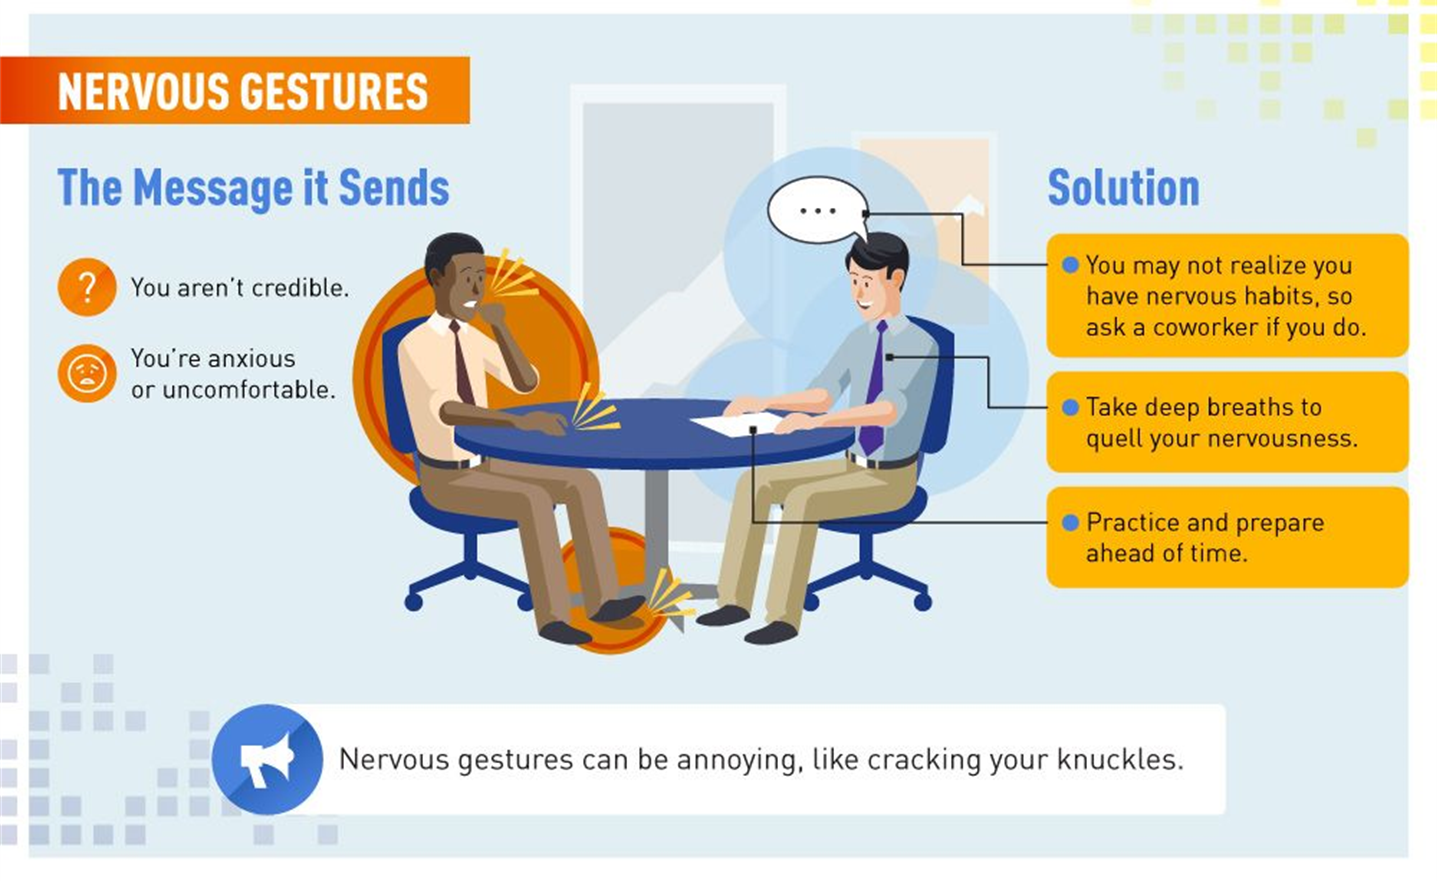 NERVOUS GESTURES
The Message it Sends
?
You aren't credible.
You're anxious
or uncomfortable.
...
Solution
You may not realize you
have nervous habits, so
ask a coworker if you do.
Take deep breaths to
quell your nervousness.
Practice and prepare
ahead of time.
Nervous gestures can be annoying, like cracking your knuckles.